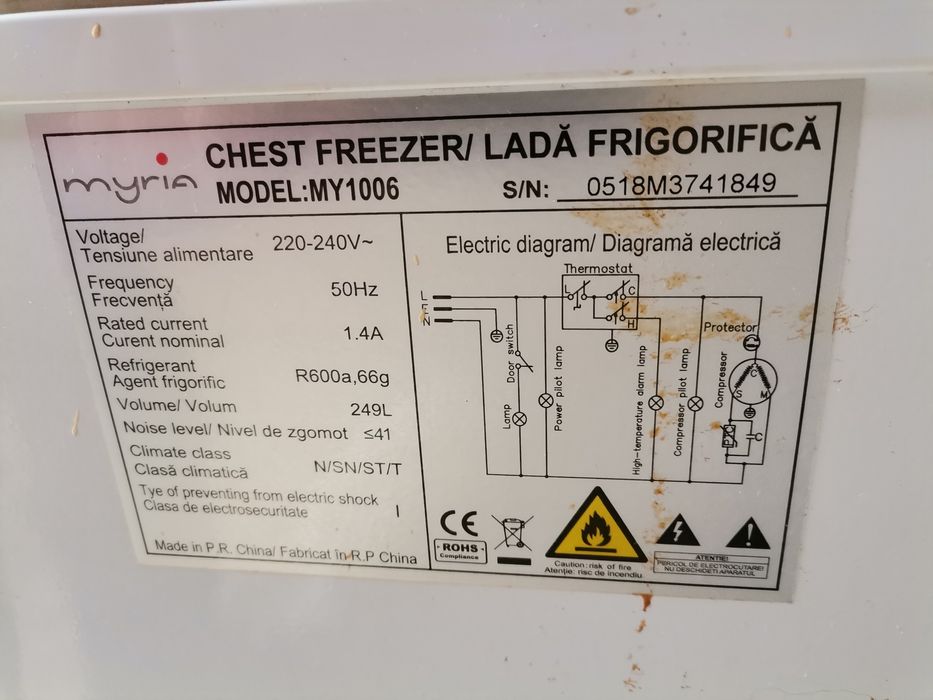 myria
CHEST FREEZER/ LADĂ FRIGORIFICĂ
MODEL:MY1006
S/N: 0518M3741849
Voltage/
Tensiune alimentare
220-240V~
Frequency
Frecvență
50Hz
Rated current
Curent nominal
1.4A
Refrigerant
Agent frigorific
R600a,66g
Volume/ Volum
249L
Noise level/ Nivel de zgomot ≤41
Climate class
Clasă climatică
N/SN/ST/T
Tye of preventing from electric shock
Clasa de electrosecuritate
I
Made in P.R. China/ Fabricat în R.P China
Electric diagram/ Diagramă electrică
Thermostat
L
C
H
L
E
N
Door switch
Lamp
Power pilot lamp
High-temperature alarm lamp
Compressor pilot lamp
Compressor
Protector
C
S M
PTC
C
CE
ROHS
Compliance
Caution: risk of fire
Atenție: risc de incendiu
ATENȚIE!
PERICOL DE ELECTROCUTARE!
NU DESCHIDEȚI APARATUL